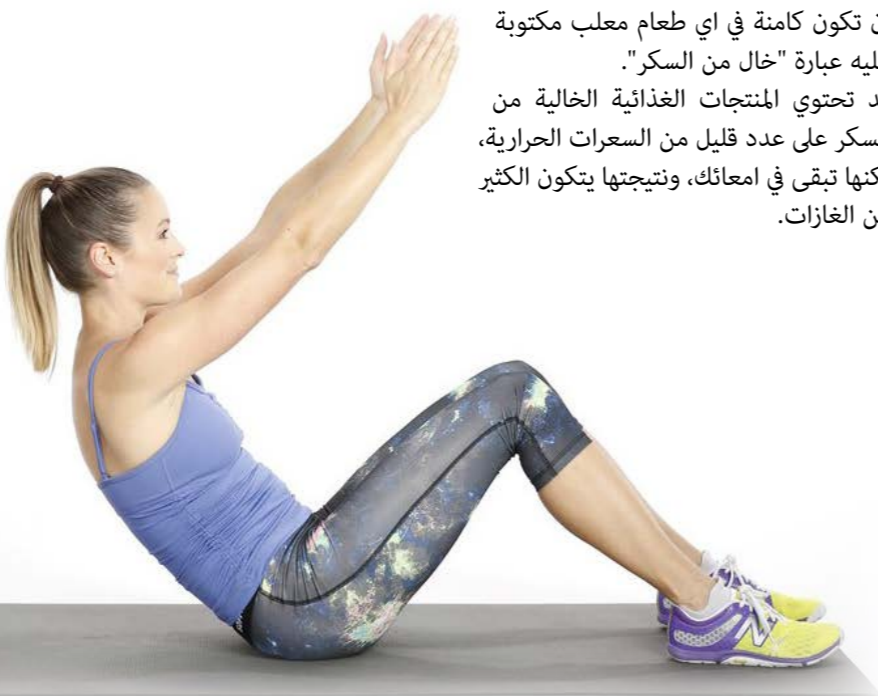 ن تكون كامنة في اي طعام معلب مكتوبة
ليه عبارة "خال من السكر".
د تحتوي المنتجات الغذائية الخالية من
سكر على عدد قليل من السعرات الحرارية،
كنها تبقى في امعائك، ونتيجتها يتكون الكثير
ن الغازات.